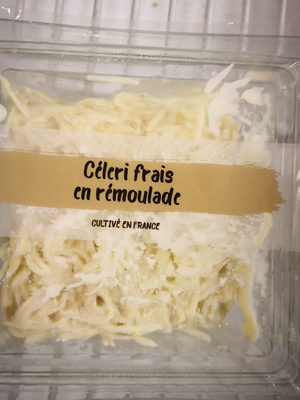 Céleri frais
en rémoulade
CULTIVÉ EN FRANCE